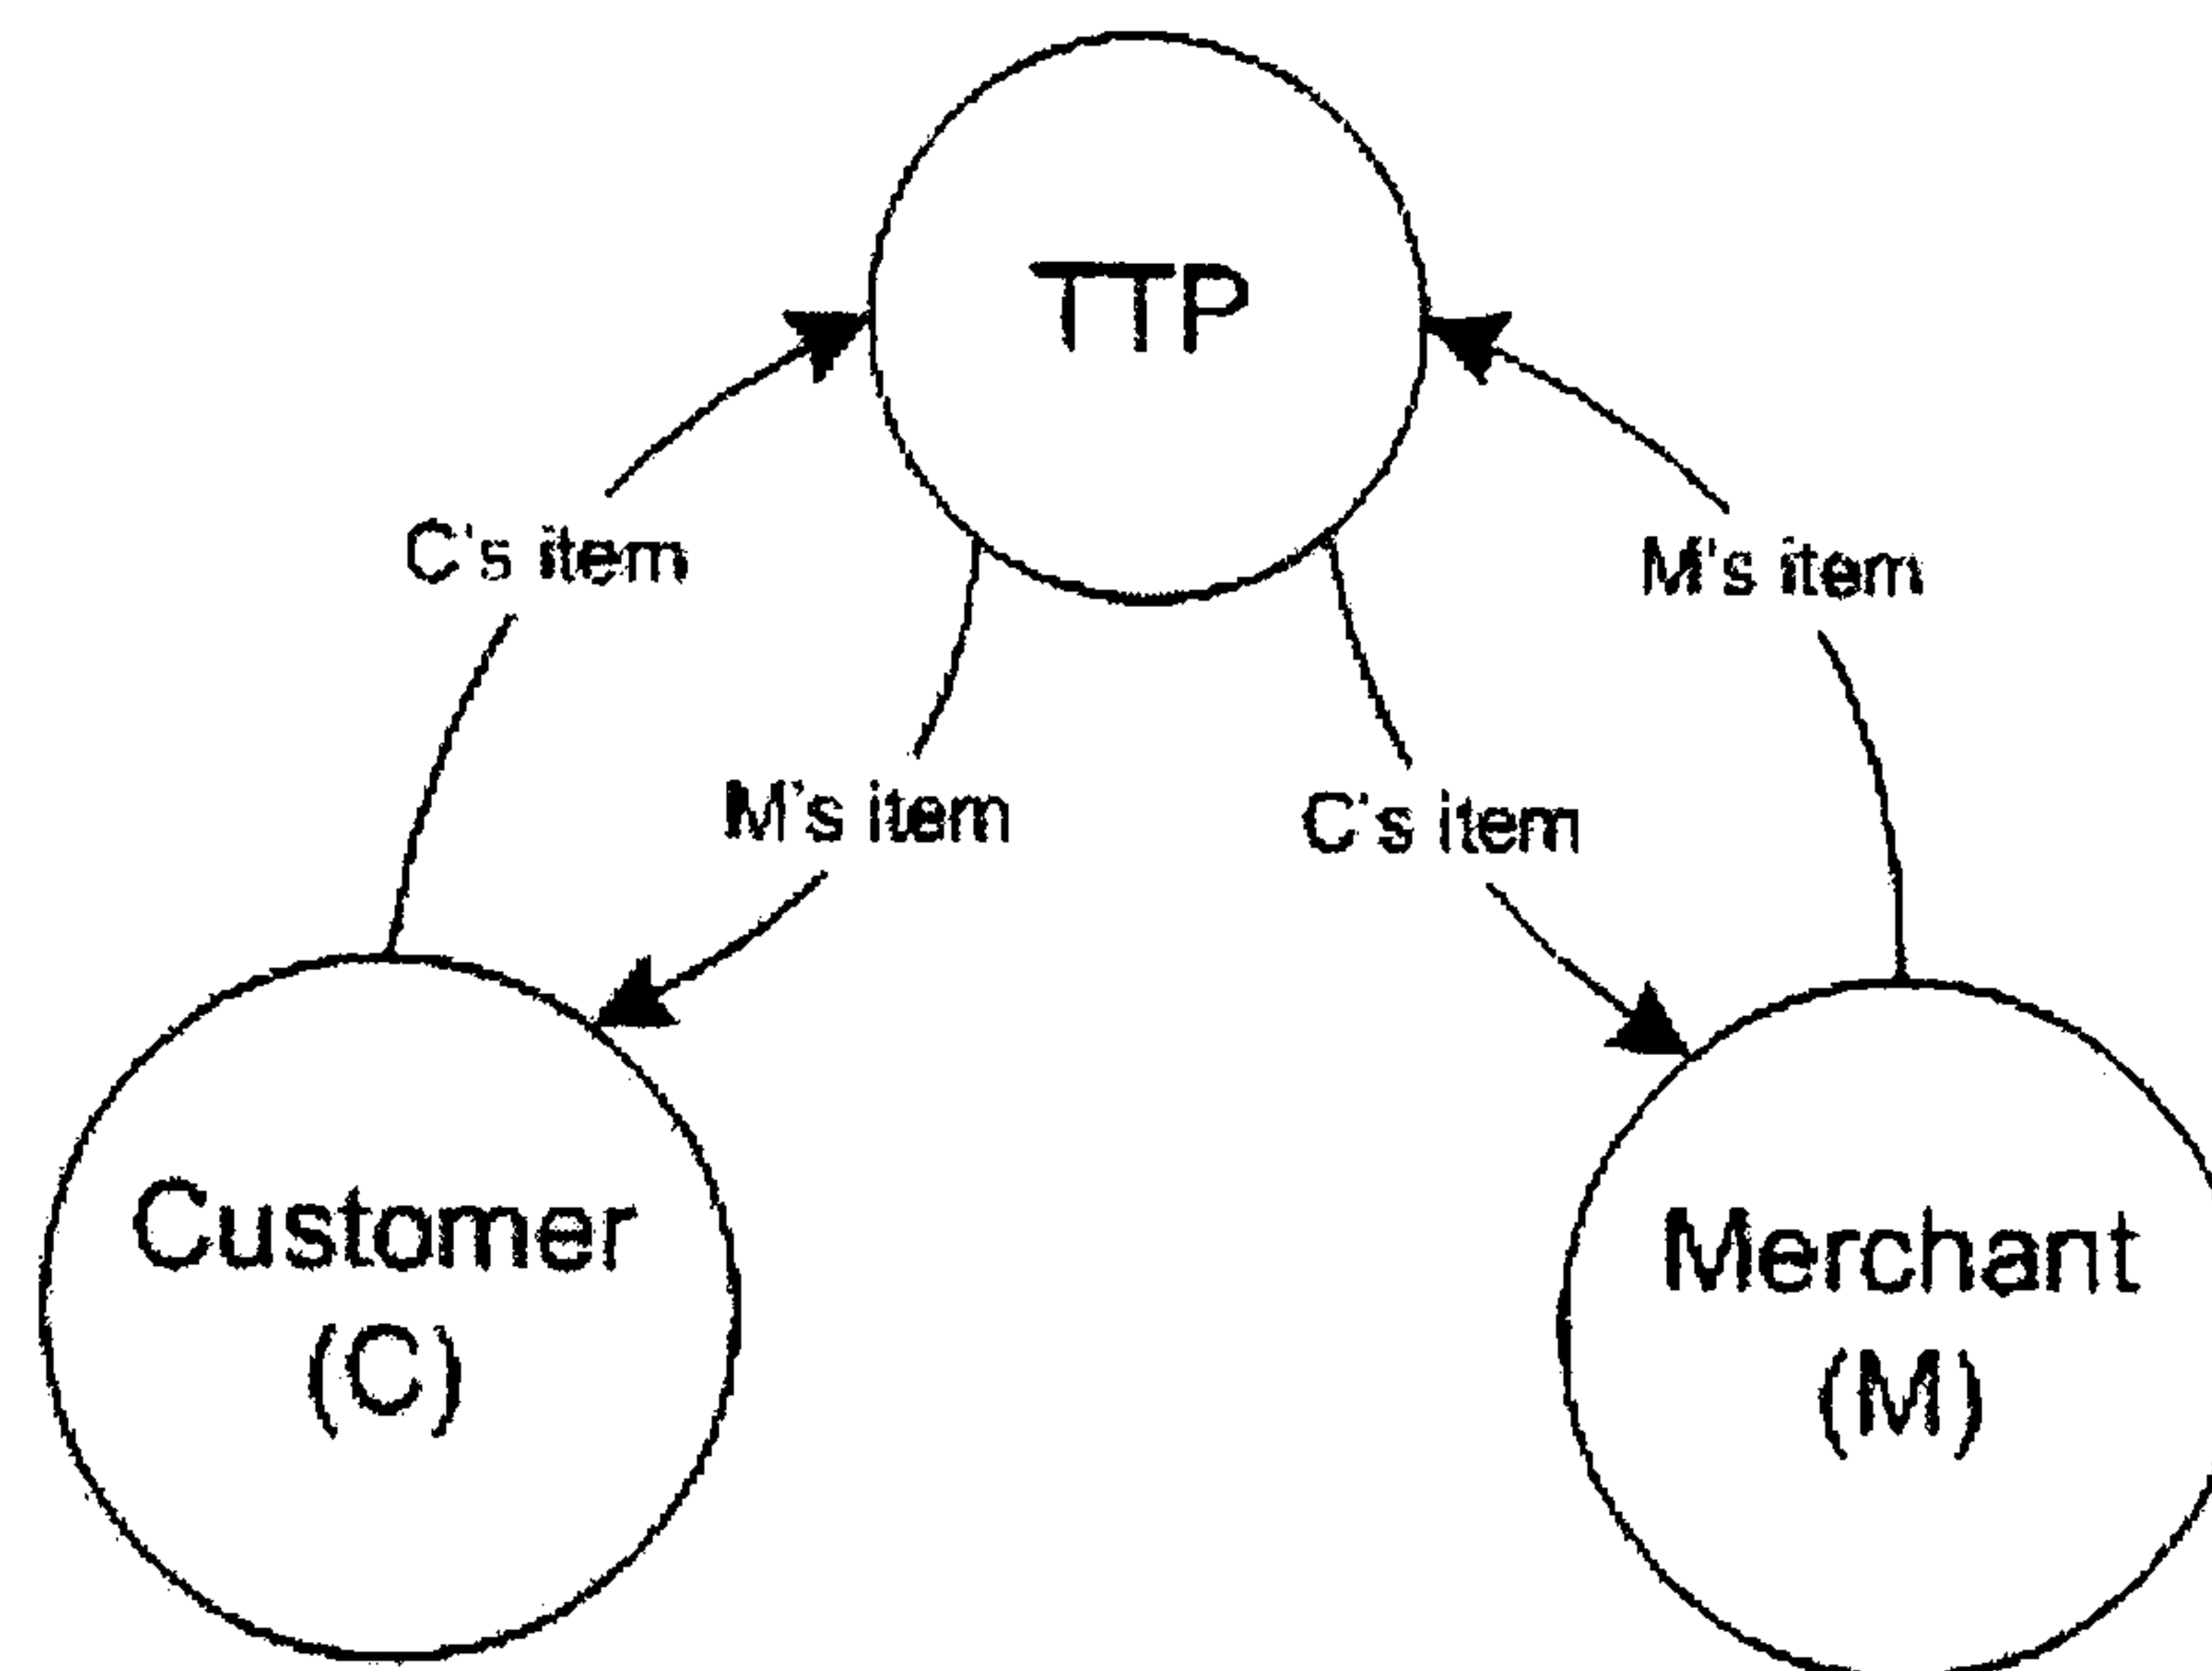 TTP
C's item
M's item
M's item
C's item
Customer
(C)
Merchant
(M)